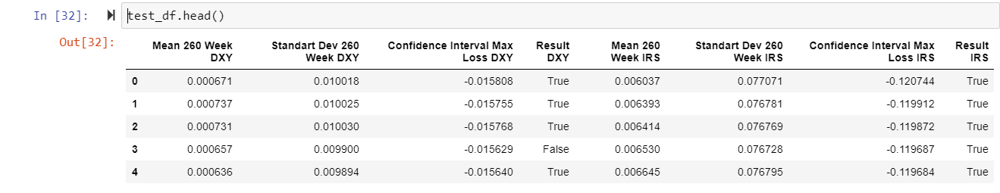 In [32]: test_df.head()
Out[32]:
Mean 260 Week DXY Standart Dev 260 Week DXY Confidence Interval Max Loss DXY Result DXY Mean 260 Week IRS Standart Dev 260 Week IRS Confidence Interval Max Loss IRS Result IRS
0 0.000671 0.010018 -0.015808 True 0.006037 0.077071 -0.120744 True
1 0.000737 0.010025 -0.015755 True 0.006393 0.076781 -0.119912 True
2 0.000731 0.010030 -0.015768 True 0.006414 0.076769 -0.119872 True
3 0.000657 0.009900 -0.015629 False 0.006530 0.076728 -0.119687 True
4 0.000636 0.009894 -0.015640 True 0.006645 0.076795 -0.119684 True